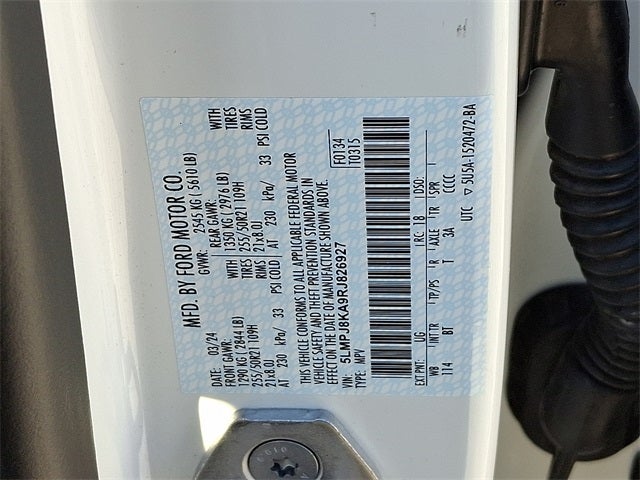 MFD. BY FORD MOTOR CO.
DATE: 03/24
GVWR: 2545 KG ( 5610 LB)
FRONT GAWR:
1290 KG ( 2844 LB)
255/50R21 109H
21x8.0J
AT 230 kPa/ 33 PSI COLD
WITH
TIRES
RIMS
REAR GAWR:
1350 KG ( 2976 LB)
255/50R21 109H
21x8.0J
AT 230 kPa/ 33 PSI COLD
WITH
TIRES
RIMS
THIS VEHICLE CONFORMS TO ALL APPLICABLE FEDERAL MOTOR
VEHICLE SAFETY AND THEFT PREVENTION STANDARDS IN
EFFECT ON THE DATE OF MANUFACTURE SHOWN ABOVE.
VIN: 5LMPJ8KA9RJ826927
TYPE: MPV
F0134
T0315
EXT PNT: UG RC: 18 DSO:
WB INT TR TP/PS R AXLE TR SPR
114 BT T 3A CCCC
UTC 5U5A-1520472-BA